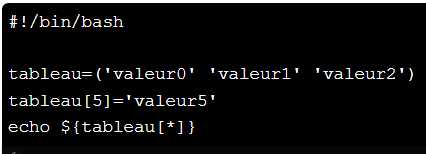 #!/bin/bash
tableau=('valeur0' 'valeur1' 'valeur2')
tableau[5]='valeur5'
echo ${tableau[*]}